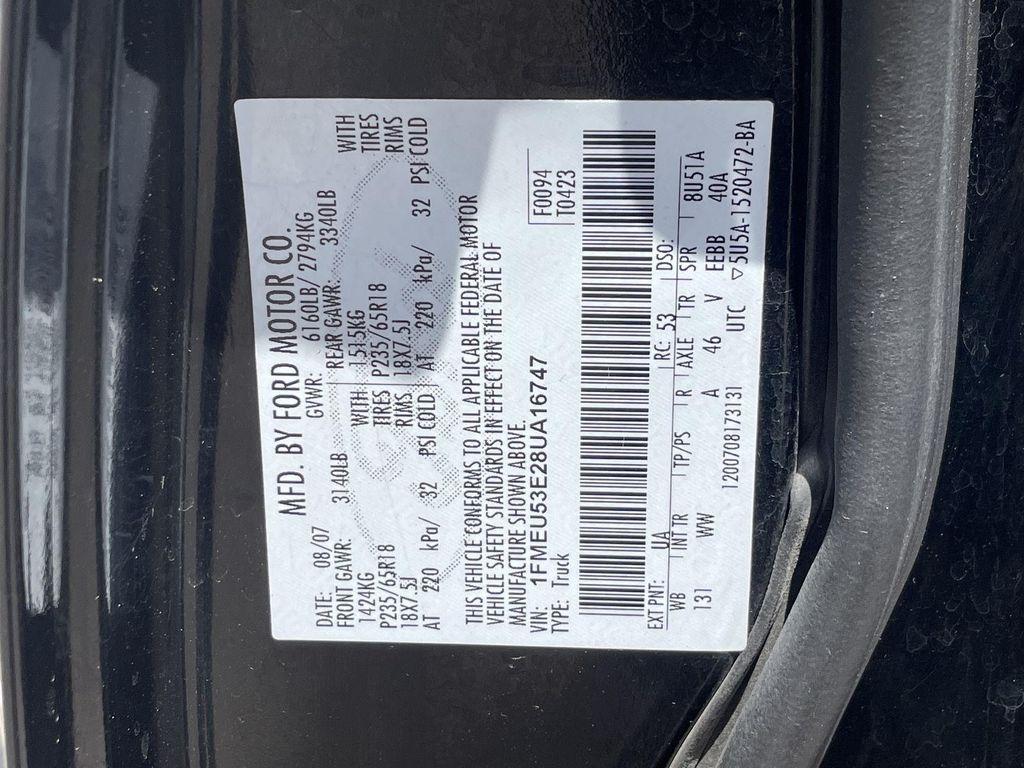 MFD. BY FORD MOTOR CO.
DATE: 08/07 GVWR: 6160LB/ 2794KG
FRONT GAWR: 3140LB REAR GAWR: 3340LB
1424KG WITH 1515KG WITH
P235/65R18 TIRES P235/65R18 TIRES
18X7.5J RIMS 18X7.5J RIMS
AT 220 kPa/ 32 PSI COLD AT 220 kPa/ 32 PSI COLD
THIS VEHICLE CONFORMS TO ALL APPLICABLE FEDERAL MOTOR
VEHICLE SAFETY STANDARDS IN EFFECT ON THE DATE OF
MANUFACTURE SHOWN ABOVE.
VIN: 1FMEU53E28UA16747 F0094
TYPE: Truck T0423
EXT PNT: UA RC: 53 DSO:
WB INT TR TP/PS R AXLE TR SPR 8U51A
131 WW A 46 V EEBB 40A
1200708173131 UTC ▽5U5A-1520472-BA